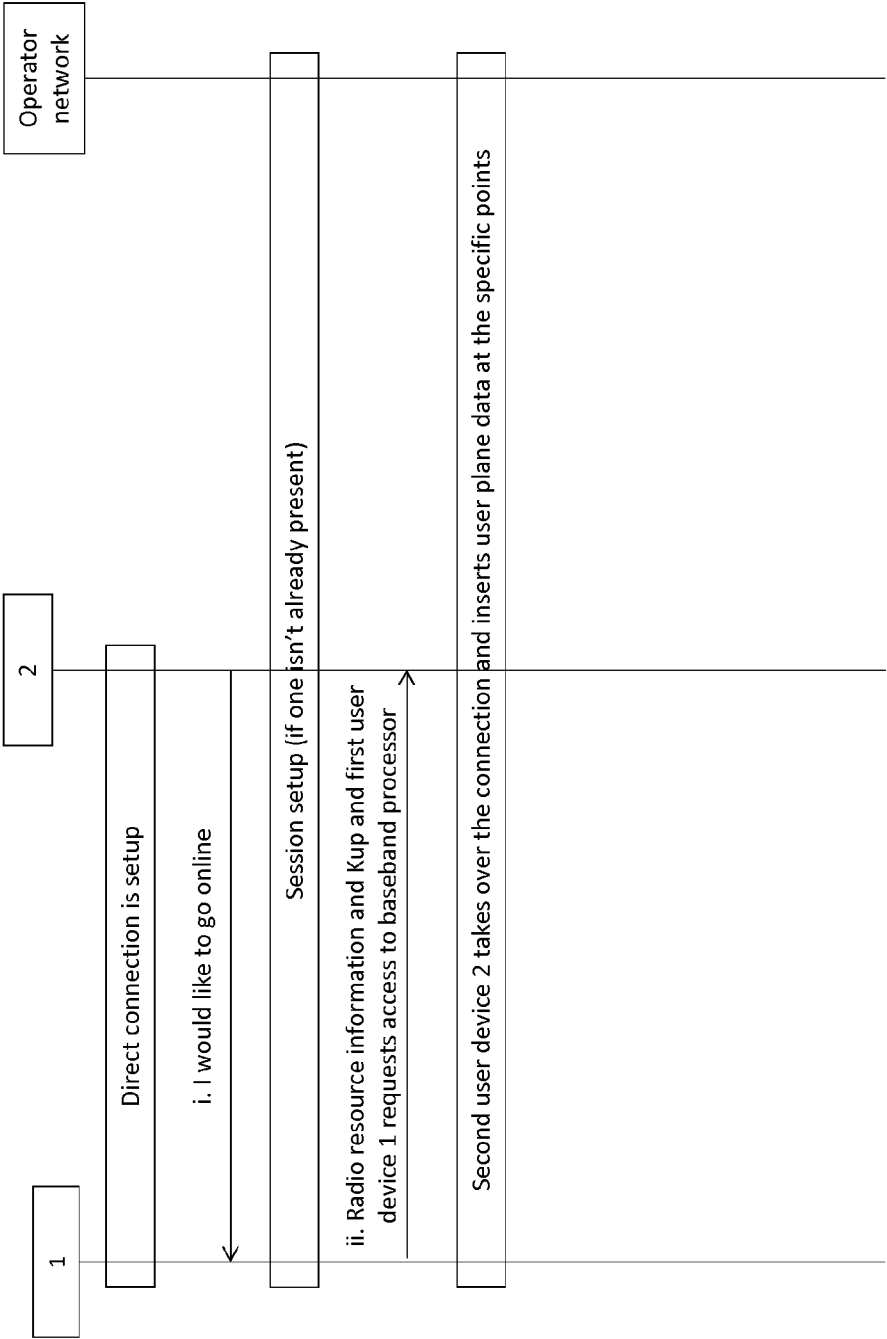 1
2
Operator
network
Direct connection is setup
i. I would like to go online
Session setup (if one isn't already present)
ii. Radio resource information and Kup and first user
device 1 requests access to baseband processor
Second user device 2 takes over the connection and inserts user plane data at the specific points